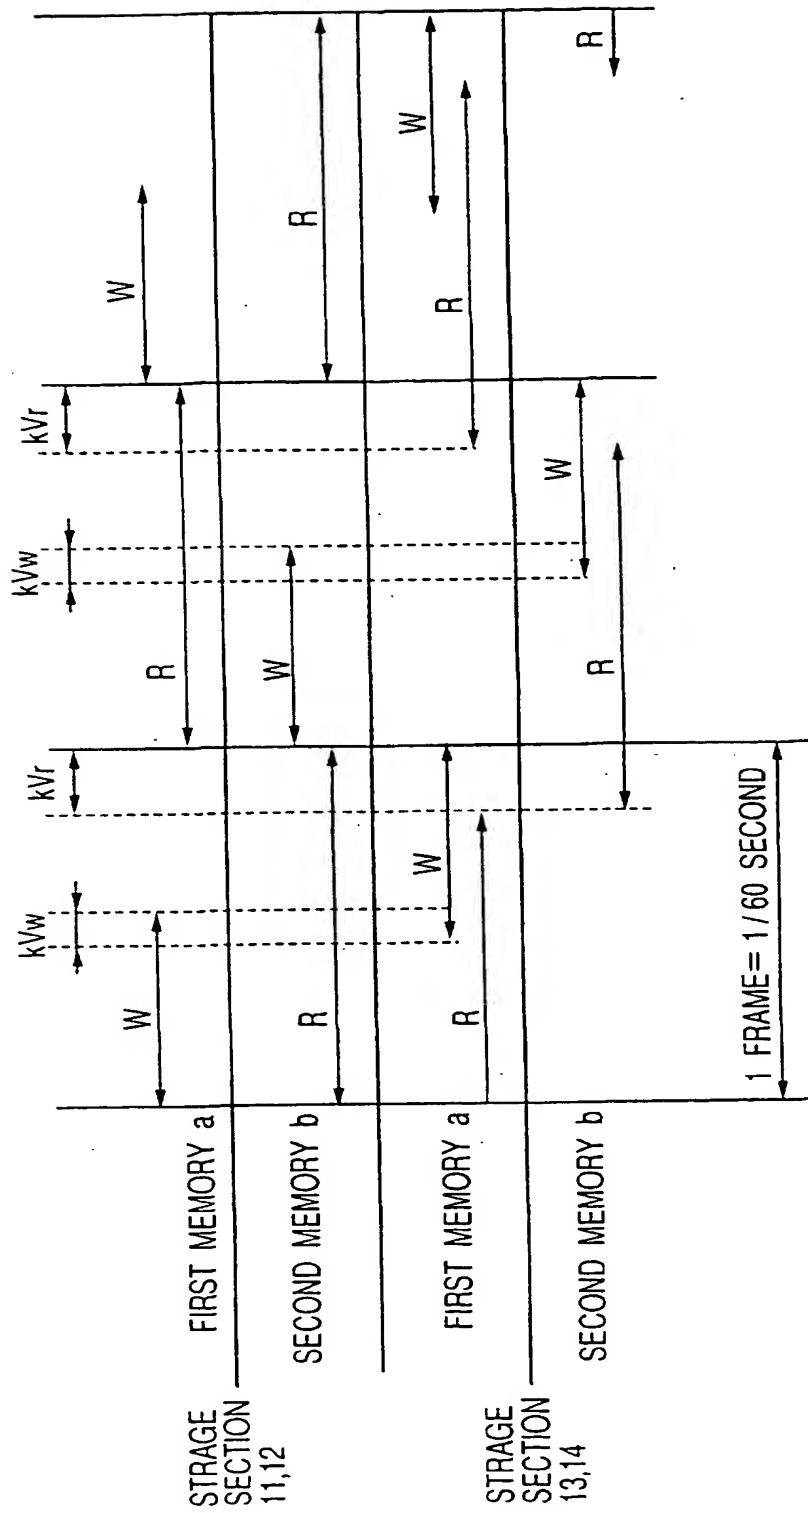 kVw kVr kVw kVr
STRAGE
SECTION
11,12
FIRST MEMORY a
W R W
SECOND MEMORY b
R W R
STRAGE
SECTION
13,14
FIRST MEMORY a
R W R W
SECOND MEMORY b
R W R
1 FRAME= 1/60 SECOND